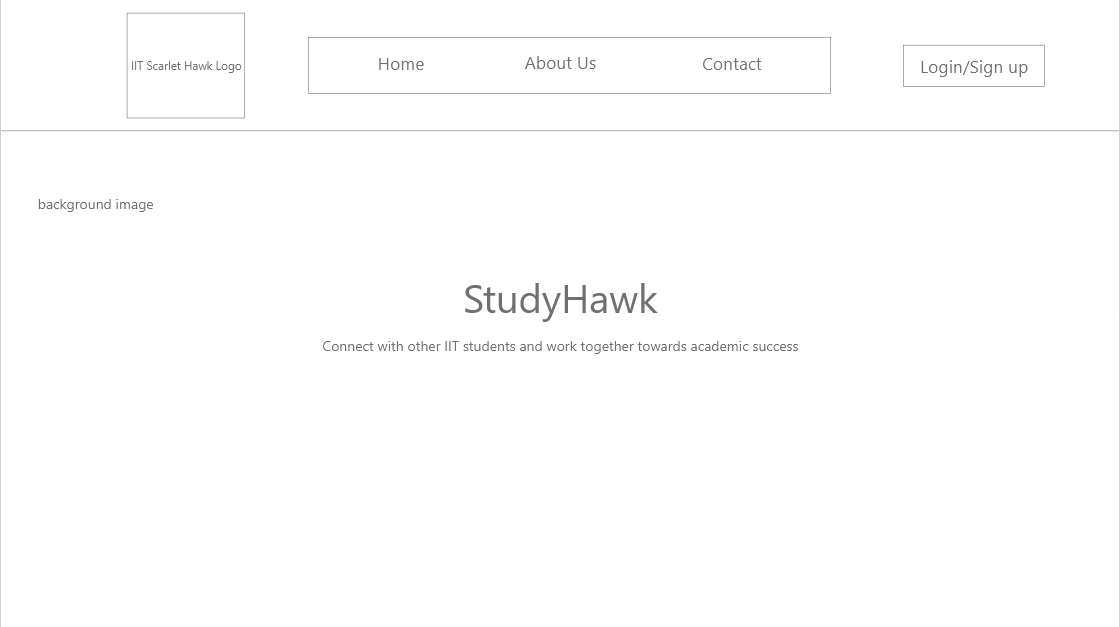 IIT Scarlet Hawk Logo
Home
About Us
Contact
Login/Sign up
background image
StudyHawk
Connect with other IIT students and work together towards academic success